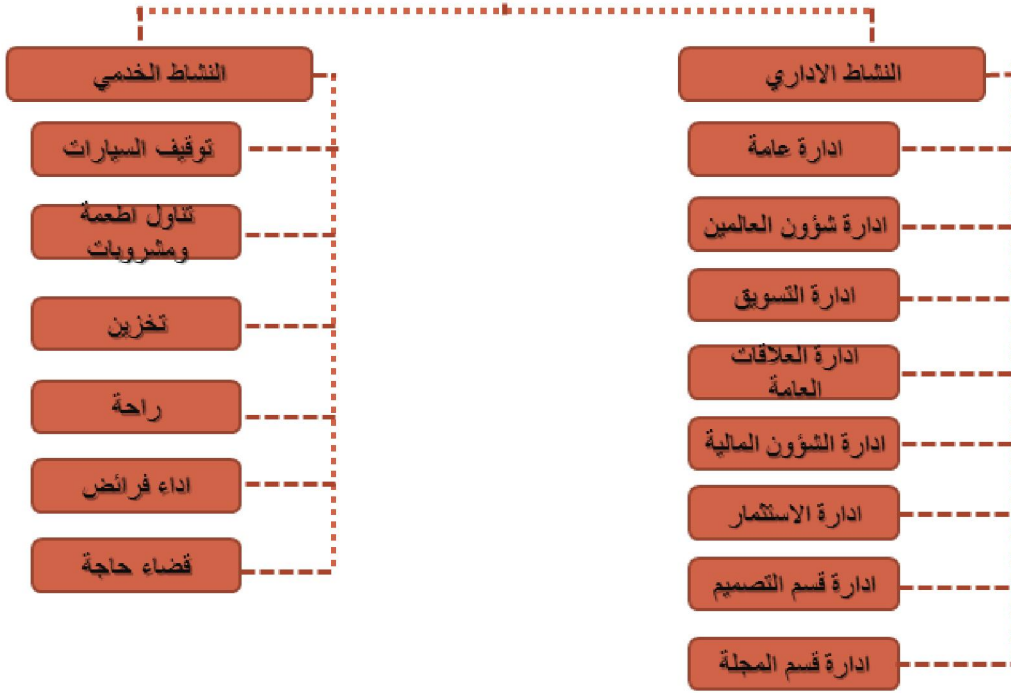 النشاط الاداري
ادارة عامة
ادارة شؤون العالمين
ادارة التسويق
ادارة العلاقات
العامة
ادارة الشؤون المالية
ادارة الاستثمار
ادارة قسم التصميم
ادارة قسم المجلة
النشاط الخدمي
توقيف السيارات
تناول اطعمة
ومشروبات
تخزين
راحة
اداء فرائض
قضاء حاجة